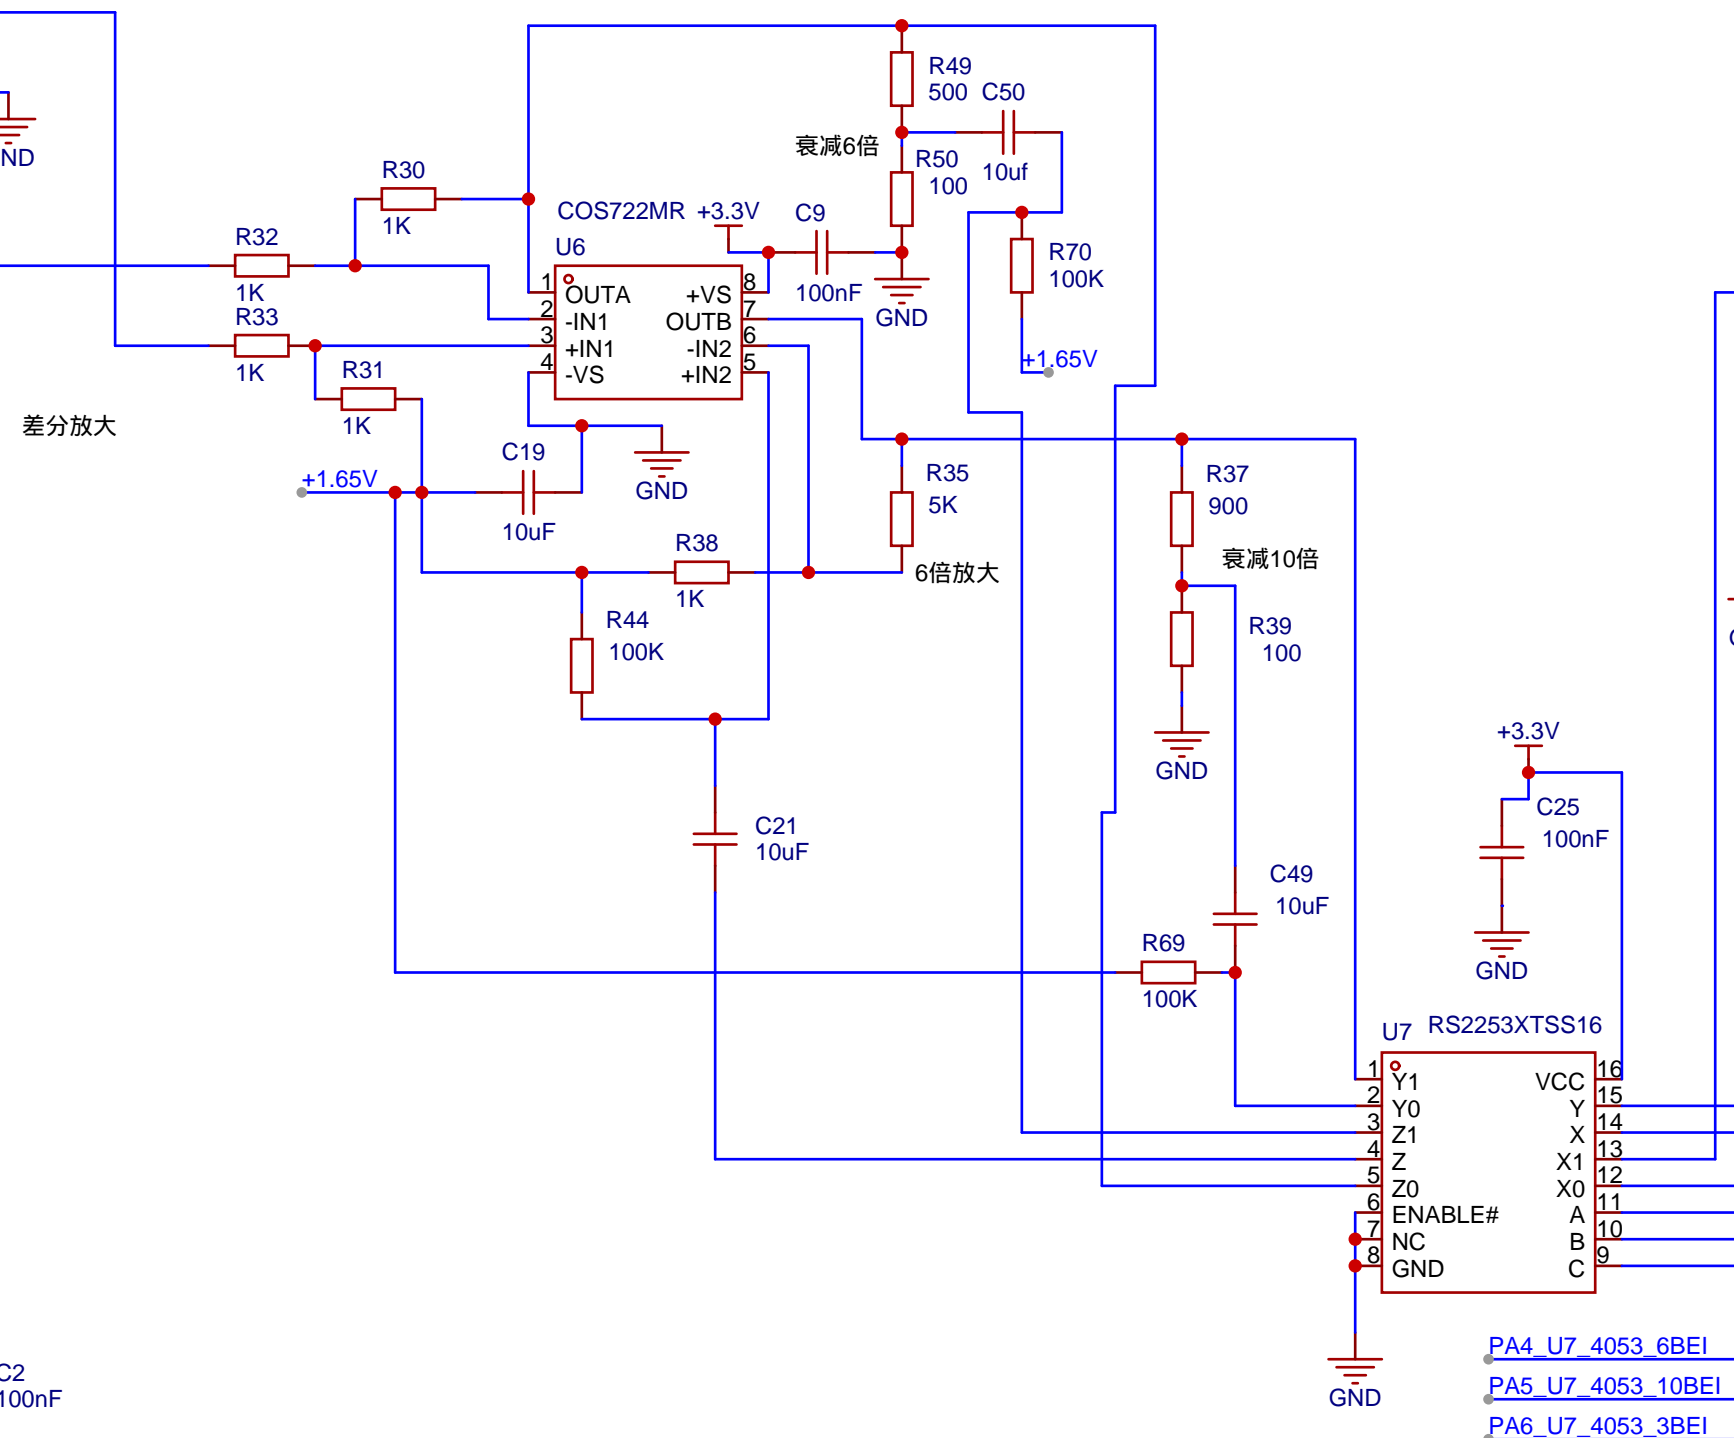 R49
500
C50
10uf
衰减6倍
R50
100
ND
R30
1K
COS722MR
+3.3V
C9
100nF
GND
U6
R32
1K
R33
1K
R31
1K
R70
100K
+1.65V
1
OUTA
2
-IN1
3
+IN1
4
-VS
8
+VS
7
OUTB
6
-IN2
5
+IN2
差分放大
C19
10uF
GND
+1.65V
R35
5K
6倍放大
R38
1K
R37
900
衰减10倍
R39
100
GND
R44
100K
C21
10uF
C49
10uF
R69
100K
+3.3V
C25
100nF
GND
U7
RS2253XTSS16
1
Y1
2
Y0
3
Z1
4
Z
5
Z0
6
ENABLE#
7
NC
8
GND
16
VCC
15
Y
14
X
13
X1
12
X0
11
A
10
B
9
C
GND
C2
100nF
PA4_U7_4053_6BEI
PA5_U7_4053_10BEI
PA6_U7_4053_3BEI